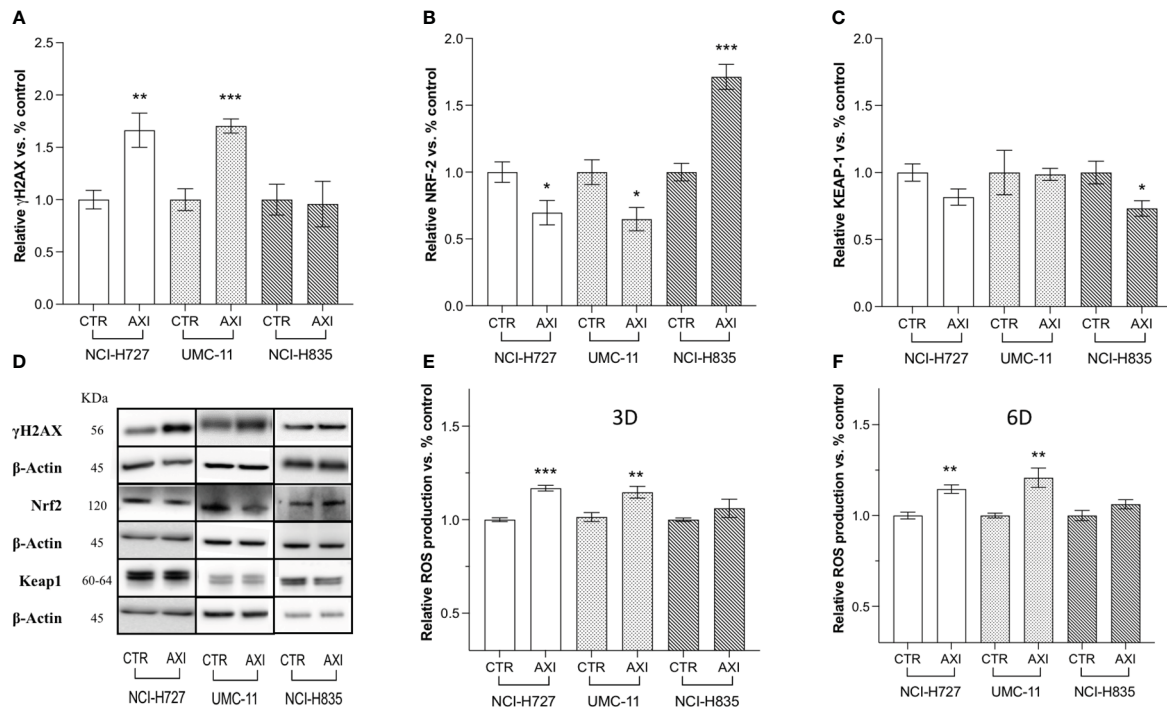 A
Relative γH2AX vs. % control
2.5
2.0
1.5
1.0
0.5
0.0
** ***
CTR AXI CTR AXI CTR AXI
NCI-H727 UMC-11 NCI-H835
B
Relative NRF-2 vs. % control
2.0
1.5
1.0
0.5
0.0
* * ***
CTR AXI CTR AXI CTR AXI
NCI-H727 UMC-11 NCI-H835
C
Relative KEAP-1 vs. % control
2.0
1.5
1.0
0.5
0.0
*
CTR AXI CTR AXI CTR AXI
NCI-H727 UMC-11 NCI-H835
D
KDa
γH2AX 56
β-Actin 45
Nrf2 120
β-Actin 45
Keap1 60-64
β-Actin 45
CTR AXI CTR AXI CTR AXI
NCI-H727 UMC-11 NCI-H835
E
3D
Relative ROS production vs. % control
1.5
1.0
0.5
*** **
CTR AXI CTR AXI CTR AXI
NCI-H727 UMC-11 NCI-H835
F
6D
Relative ROS production vs. % control
1.5
1.0
0.5
** **
CTR AXI CTR AXI CTR AXI
NCI-H727 UMC-11 NCI-H835